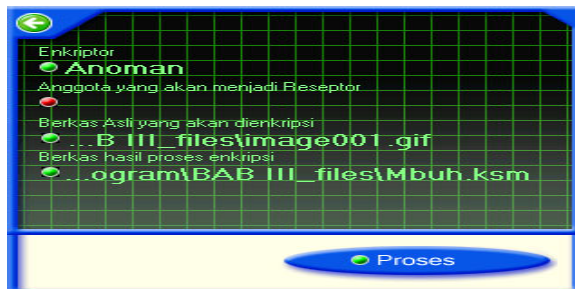 Enkriptor
Anoman
Anggota yang akan menjadi Reseptor
Berkas Asli yang akan dienkripsi
...B III_files\image001.gif
Berkas hasil proses enkripsi
...ogram\BAB III_files\Mbuh.ksm
Proses